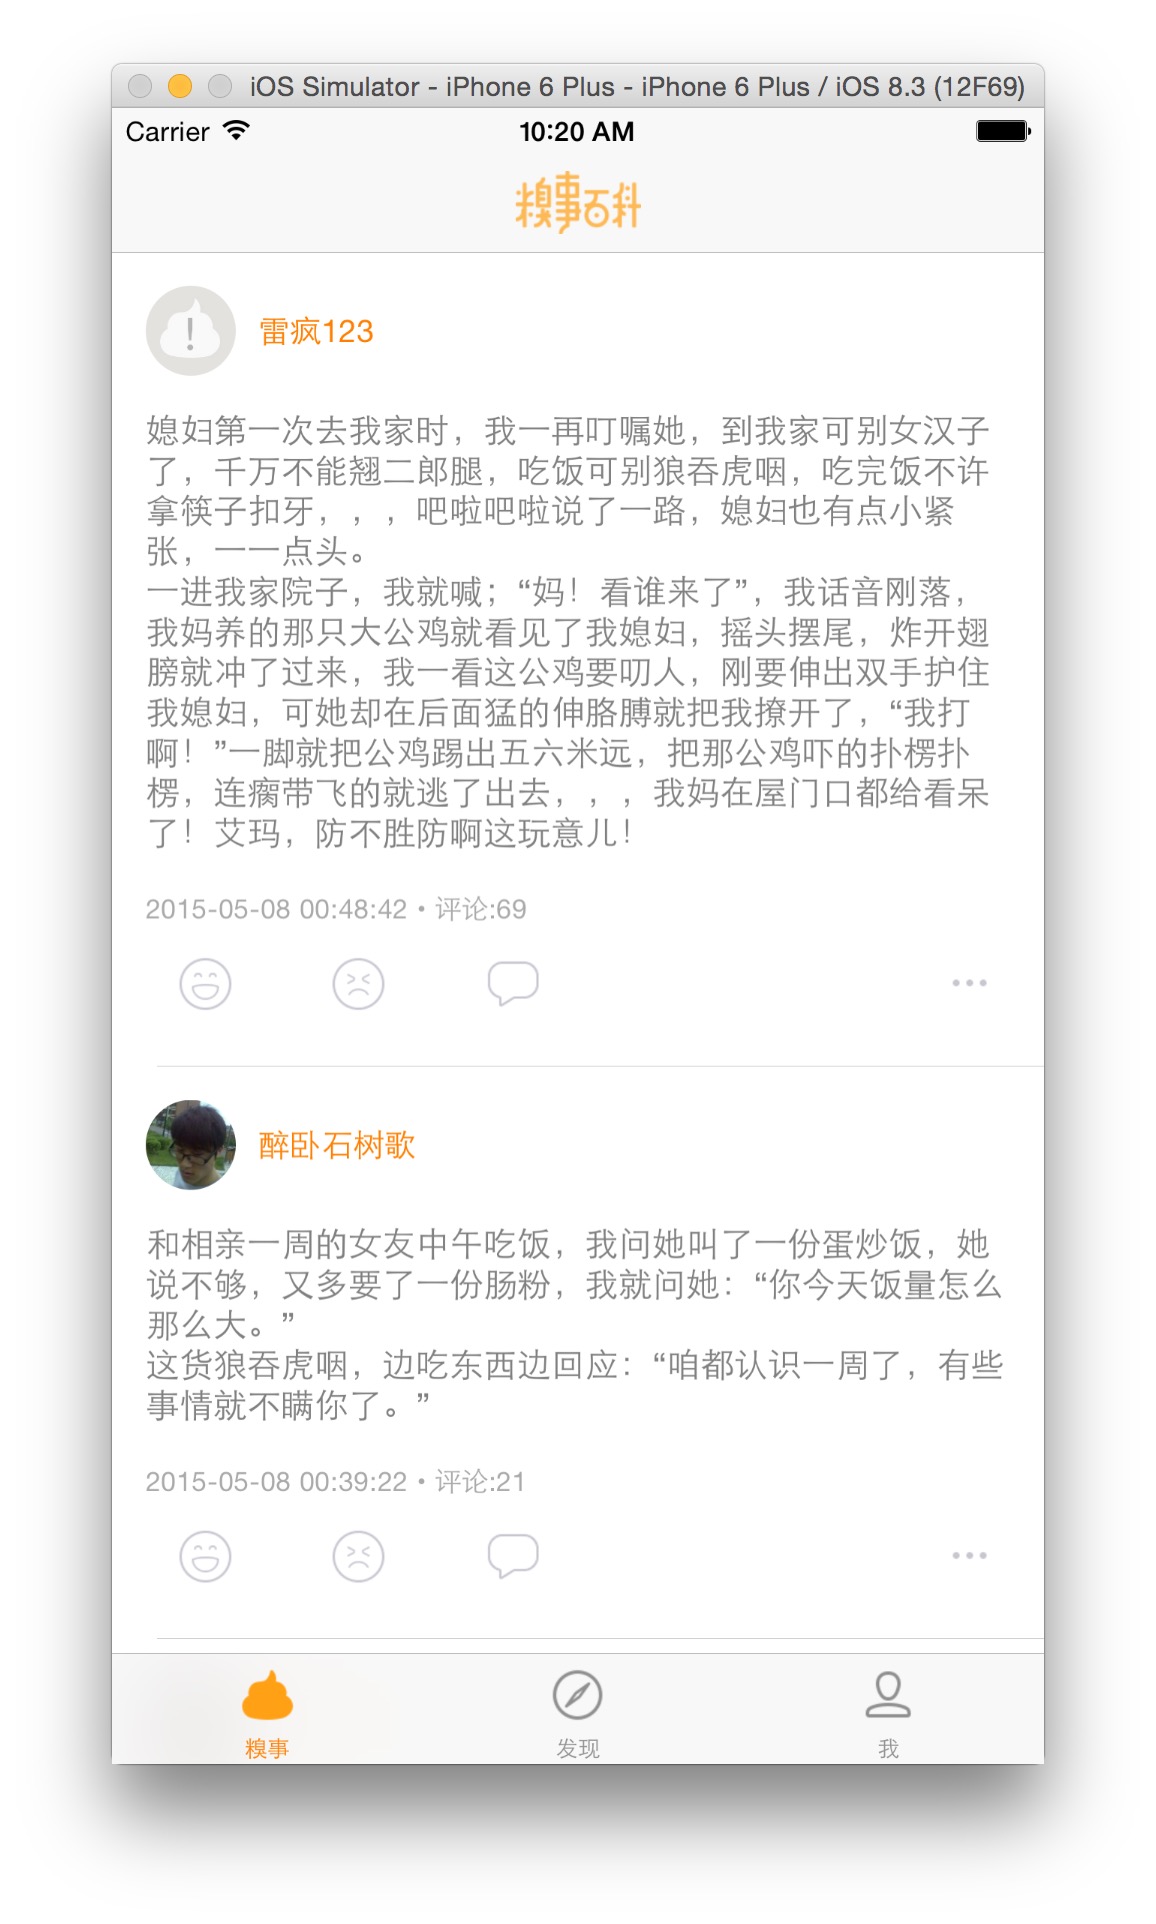 iOS Simulator - iPhone 6 Plus - iPhone 6 Plus / iOS 8.3 (12F69)
Carrier 10:20 AM
糗事百科
雷疯123
媳妇第一次去我家时，我一再叮嘱她，到我家可别女汉子
了，千万不能翘二郎腿，吃饭可别狼吞虎咽，吃完饭不许
拿筷子扣牙，，，吧啦吧啦说了一路，媳妇也有点小紧
张，一一点头。
一进我家院子，我就喊；“妈！看谁来了”，我话音刚落，
我妈养的那只大公鸡就看见了我媳妇，摇头摆尾，炸开翅
膀就冲了过来，我一看这公鸡要叨人，刚要伸出双手护住
我媳妇，可她却在后面猛的伸胳膊就把我撩开了，“我打
啊！”一脚就把公鸡踢出五六米远，把那公鸡吓的扑楞扑
楞，连瘸带飞的就逃了出去，，，我妈在屋门口都给看呆
了！艾玛，防不胜防啊这玩意儿！
2015-05-08 00:48:42 • 评论:69
醉卧石树歌
和相亲一周的女友中午吃饭，我问她叫了一份蛋炒饭，她
说不够，又多要了一份肠粉，我就问她：“你今天饭量怎么
那么大。”
这货狼吞虎咽，边吃东西边回应：“咱都认识一周了，有些
事情就不瞒你了。”
2015-05-08 00:39:22 • 评论:21
糗事 发现 我